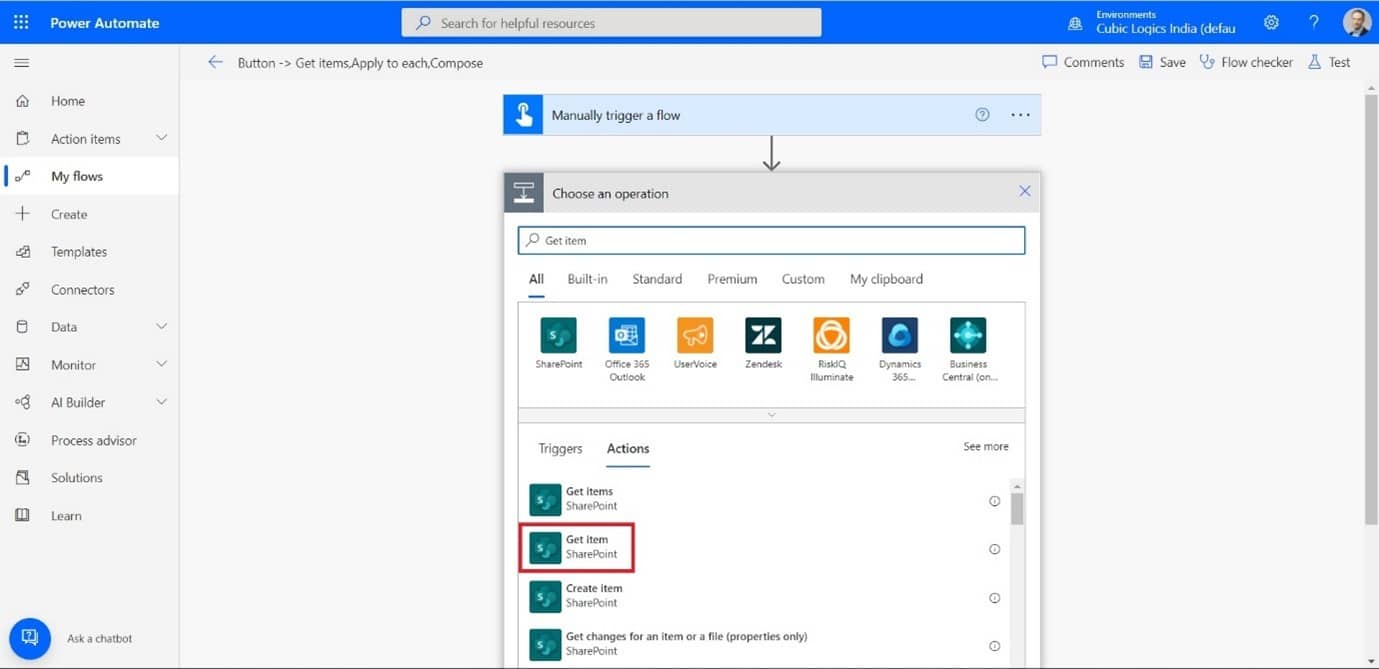 Power Automate
Search for helpful resources
Environments
Cubic Logics India (defau
?
Button -> Get items,Apply to each,Compose
Comments
Save
Flow checker
Test
Home
Action items
My flows
Create
Templates
Connectors
Data
Monitor
AI Builder
Process advisor
Solutions
Learn
Ask a chatbot
Manually trigger a flow
Choose an operation
Get item
All
Built-in
Standard
Premium
Custom
My clipboard
SharePoint
Office 365
Outlook
UserVoice
Zendesk
RiskIQ
Illuminate
Dynamics
365...
Business
Central (on...
Triggers
Actions
See more
Get items
SharePoint
Get item
SharePoint
Create item
SharePoint
Get changes for an item or a file (properties only)
SharePoint